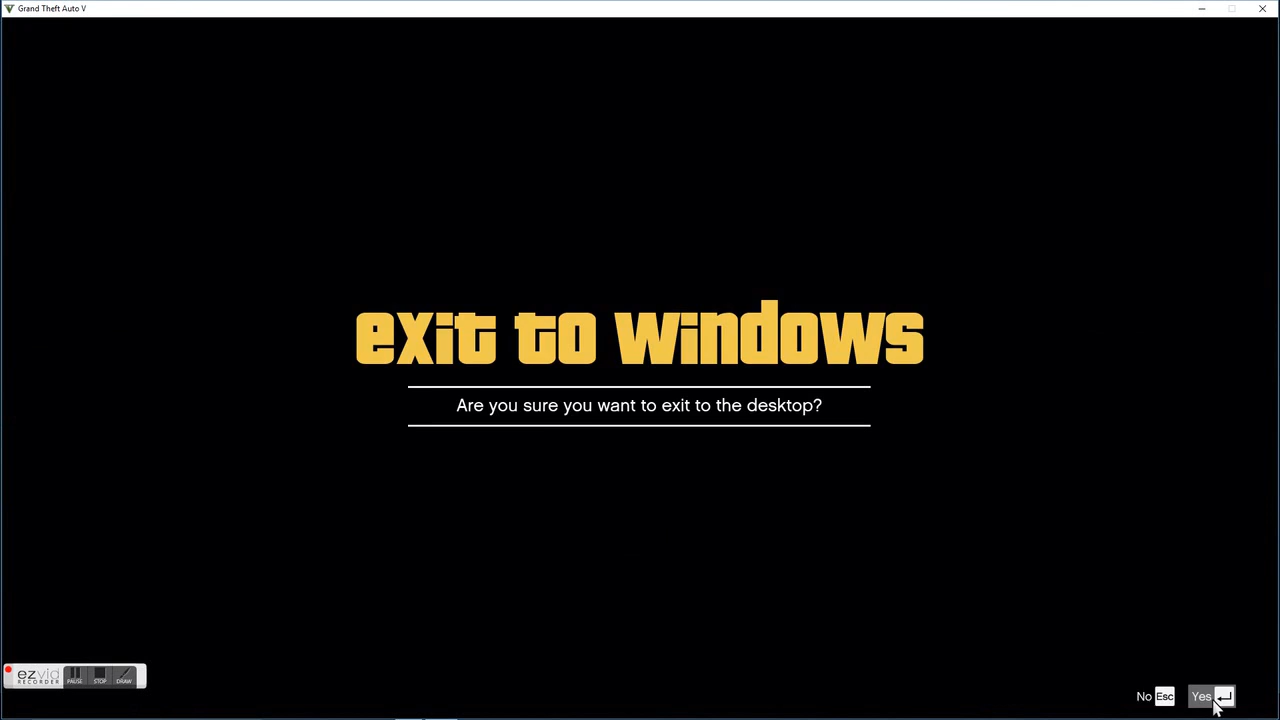 Grand Theft Auto V
exit to windows
Are you sure you want to exit to the desktop?
ezvid
RECORDER
PAUSE
STOP
DRAW
No Esc
Yes